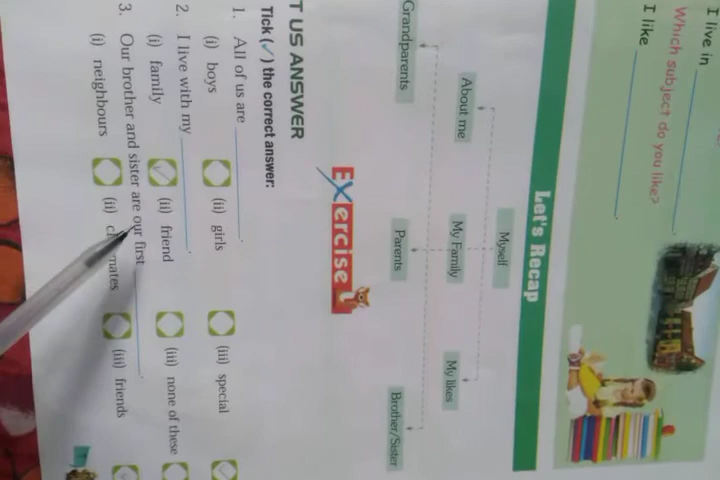 I live in
Which subject do you like?
I like
Let's Recap
Myself
About me
My Family
My likes
Grandparents
Parents
Brother/Sister
Exercise
T US ANSWER
Tick (✓) the correct answer:
1. All of us are ____.
(i) boys (ii) girls (iii) special
2. I live with my ____.
(i) family (ii) friend (iii) none of these
3. Our brother and sister are our first ____.
(i) neighbours (ii) mates (iii) friends